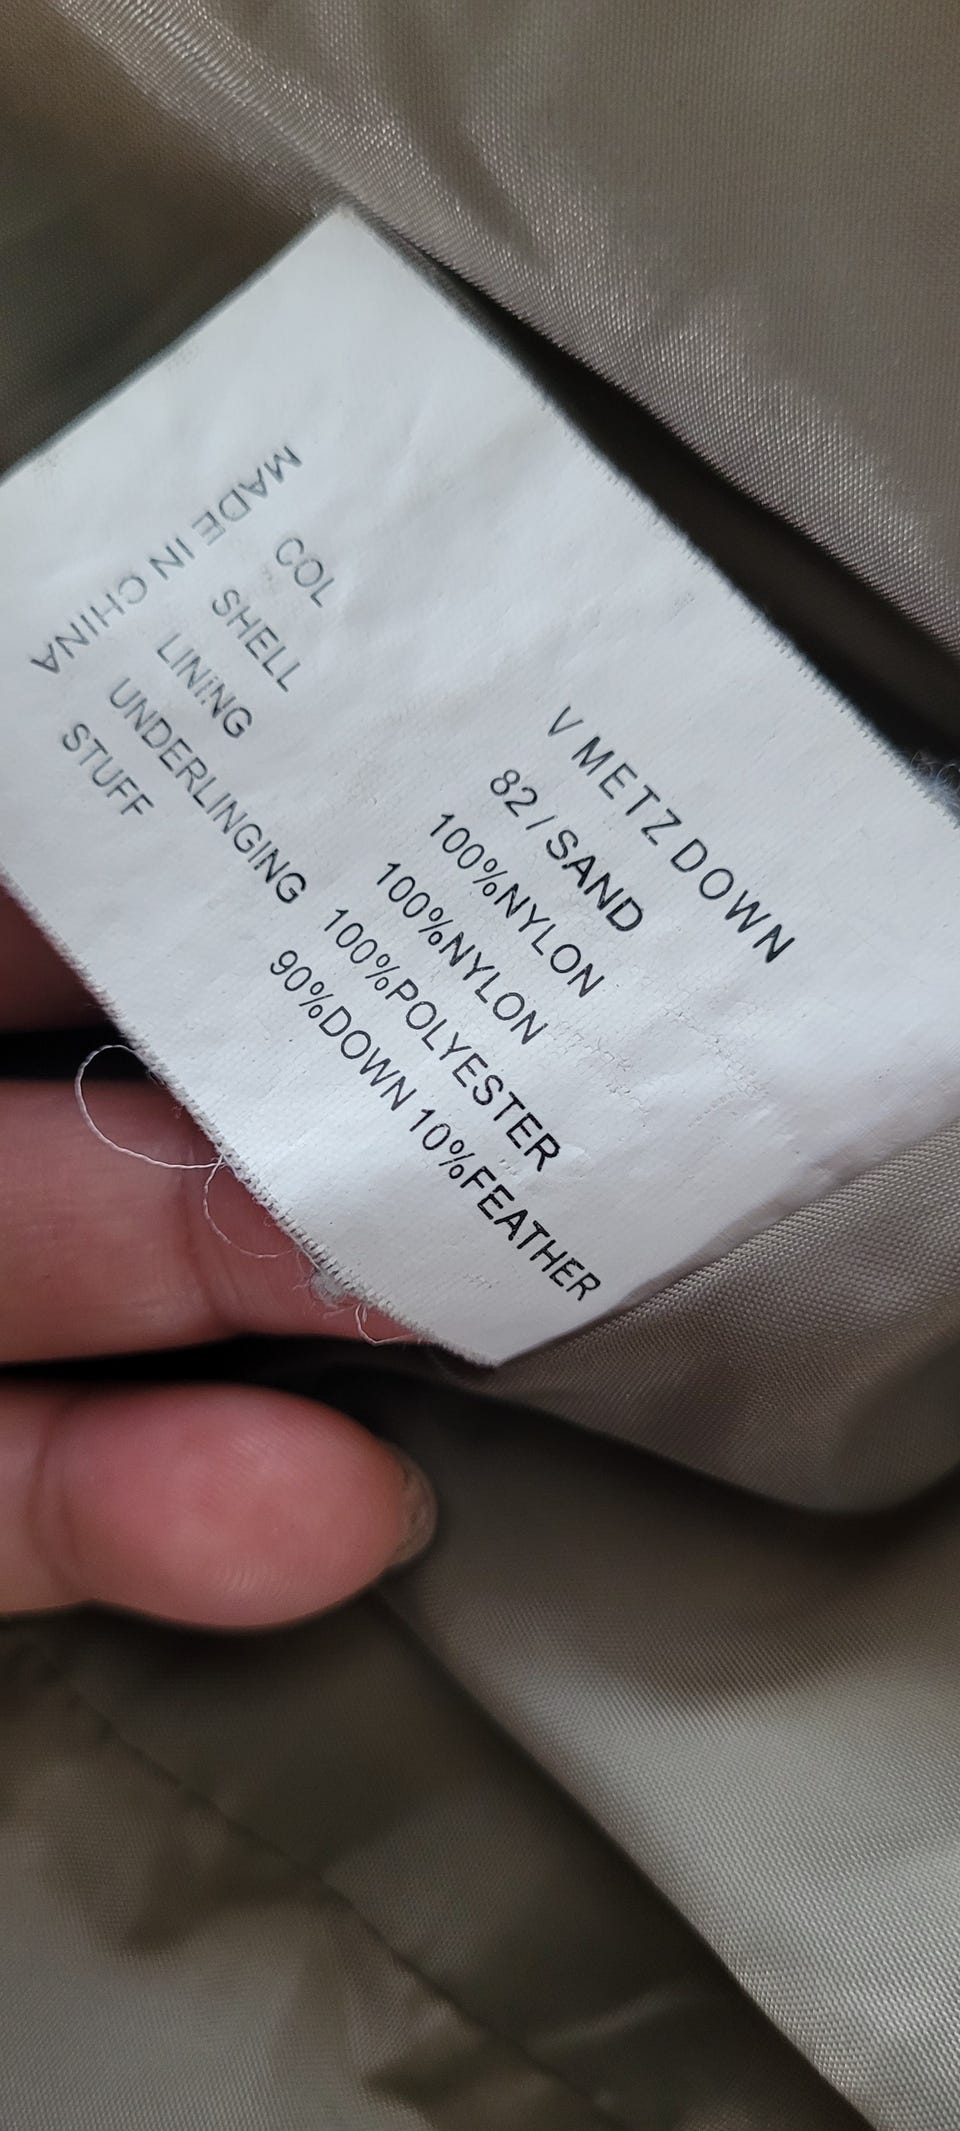 V METZ DOWN
COL 82 / SAND
SHELL 100%NYLON
LINING 100%NYLON
UNDERLINGING 100%POLYESTER
STUFF 90%DOWN 10%FEATHER
MADE IN CHINA